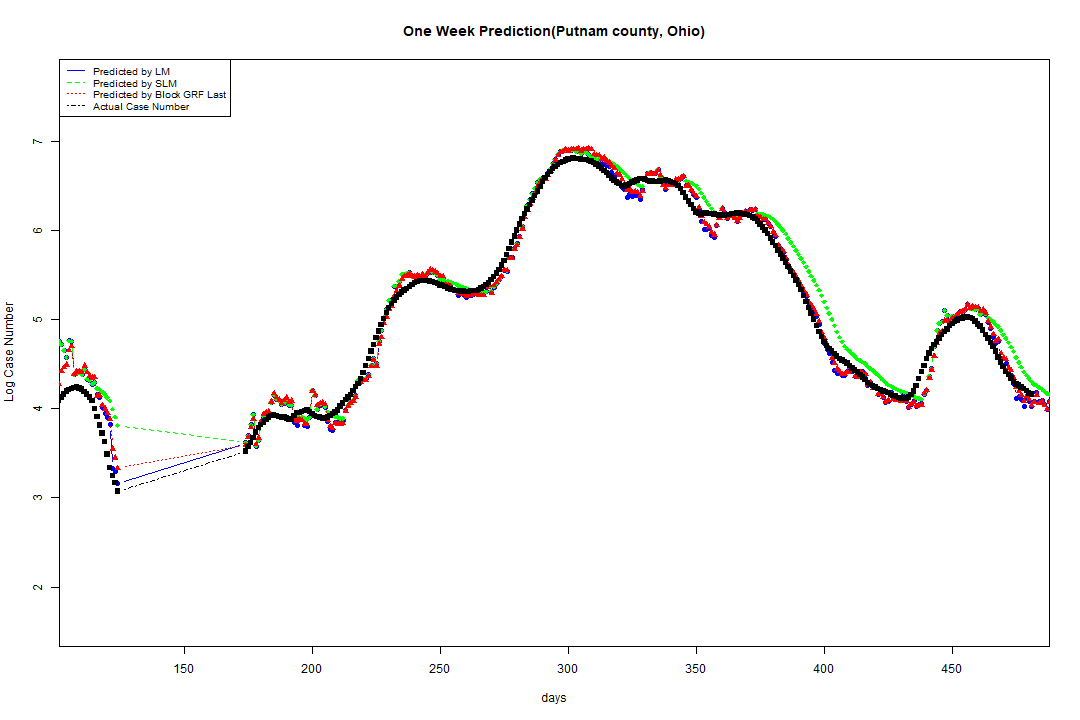 One Week Prediction(Putnam county, Ohio)
Predicted by LM
Predicted by SLM
Predicted by Block GRF Last
Actual Case Number
7
6
5
4
3
2
Log Case Number
150 200 250 300 350 400 450
days